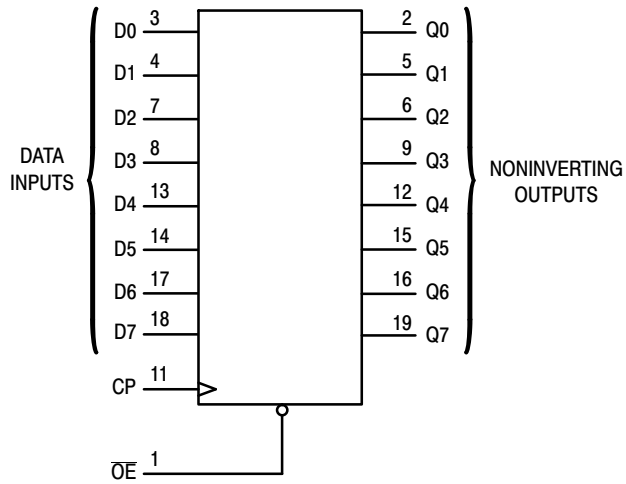 D0 3 2 Q0
D1 4 5 Q1
D2 7 6 Q2
D3 8 9 Q3
DATA
INPUTS
NONINVERTING
OUTPUTS
D4 13 12 Q4
D5 14 15 Q5
D6 17 16 Q6
D7 18 19 Q7
CP 11
O̅E̅ 1